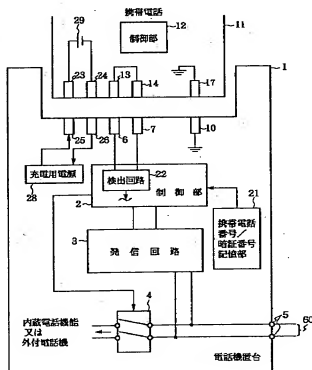 携帯電話
29
12
制御部
11
23
24
13
14
17
1
25
26
6
7
10
充電用電源
28
検出回路
22
制御部
2
21
携帯電話
番号/
暗証番号
記憶部
3
発信回路
4
5
60
内蔵電話機能
又は
外付電話機
電話機置台